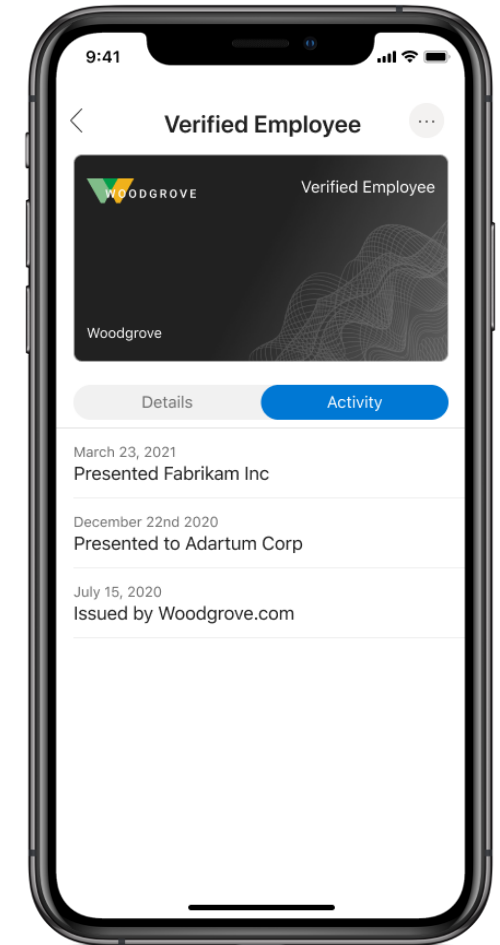 9:41
Verified Employee
...
WOODGROVE
Verified Employee
Woodgrove
Details
Activity
March 23, 2021
Presented Fabrikam Inc
December 22nd 2020
Presented to Adartum Corp
July 15, 2020
Issued by Woodgrove.com